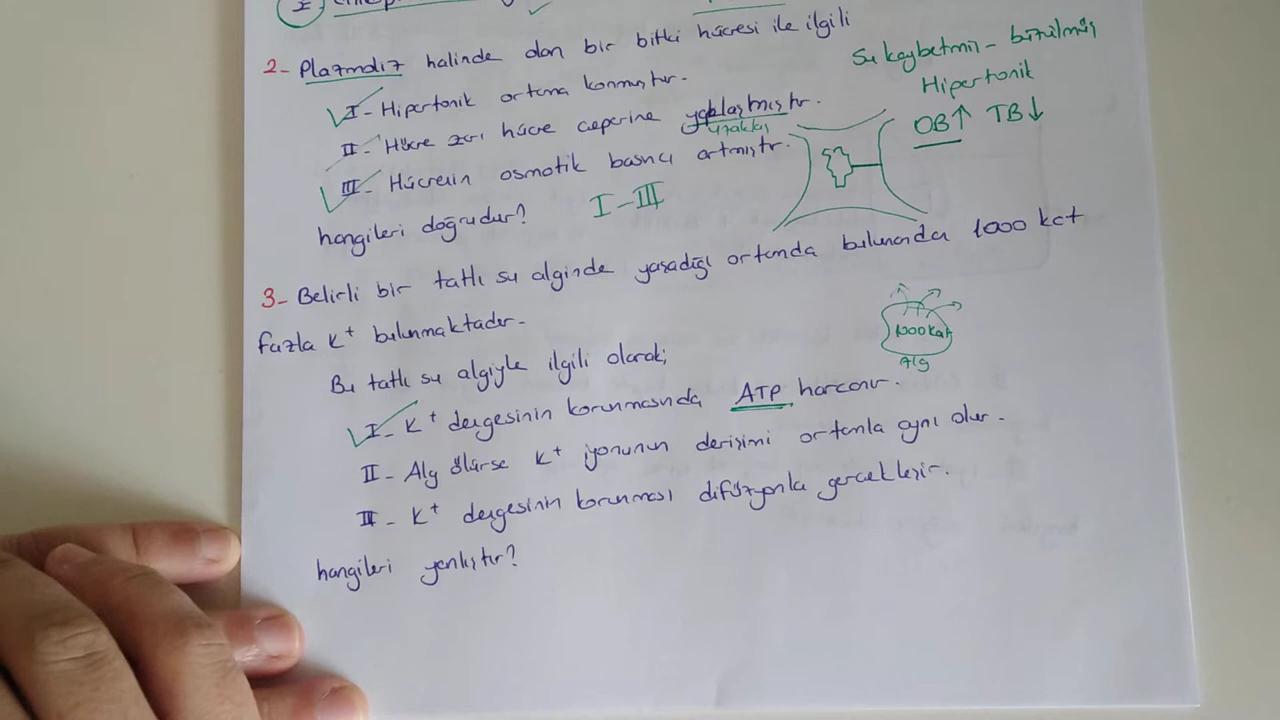 2- Plazmoliz halinde olan bir bitki hücresi ile ilgili
I- Hipertonik ortama konmuştur.
II- Hücre zarı hücre çeperine yaklaşmıştır.
uzaklaş
III- Hücrenin osmotik basıncı artmıştır.
hangileri doğrudur?
I-III
Su kaybetmiş - büzülmüş
Hipertonik
OB↑ TB↓
3- Belirli bir tatlı su alginde yaşadığı ortamda bulunanda 1000 kat
fazla K+ bulunmaktadır.
Bu tatlı su algiyle ilgili olarak;
I- K+ dengesinin korunmasında ATP harcanır.
II- Alg ölürse K+ iyonunun derişimi ortamla aynı olur.
III- K+ dengesinin korunması difüzyonla gerçekleşir.
hangileri yanlıştır?
1000 kat
Alg